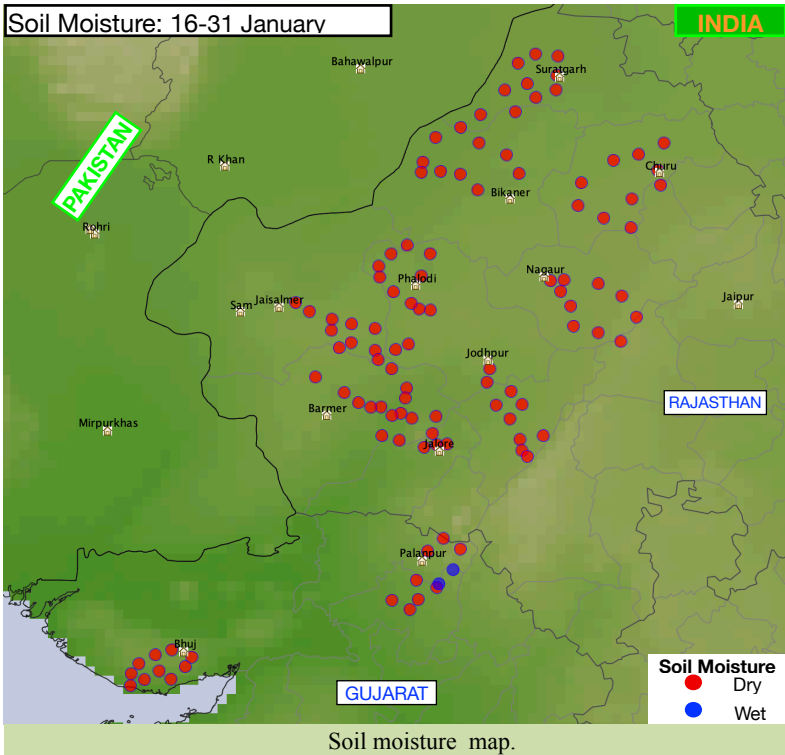 Soil Moisture: 16-31 January
INDIA
Bahawalpur
Suratgarh
PAKISTAN
R Khan
Churu
Bikaner
Rohri
Phalodi
Nagaur
Sam
Jaisalmer
Jaipur
Jodhpur
RAJASTHAN
Barmer
Mirpurkhas
Jalore
Palanpur
Bhuj
Soil Moisture
Dry
Wet
GUJARAT
Soil moisture map.